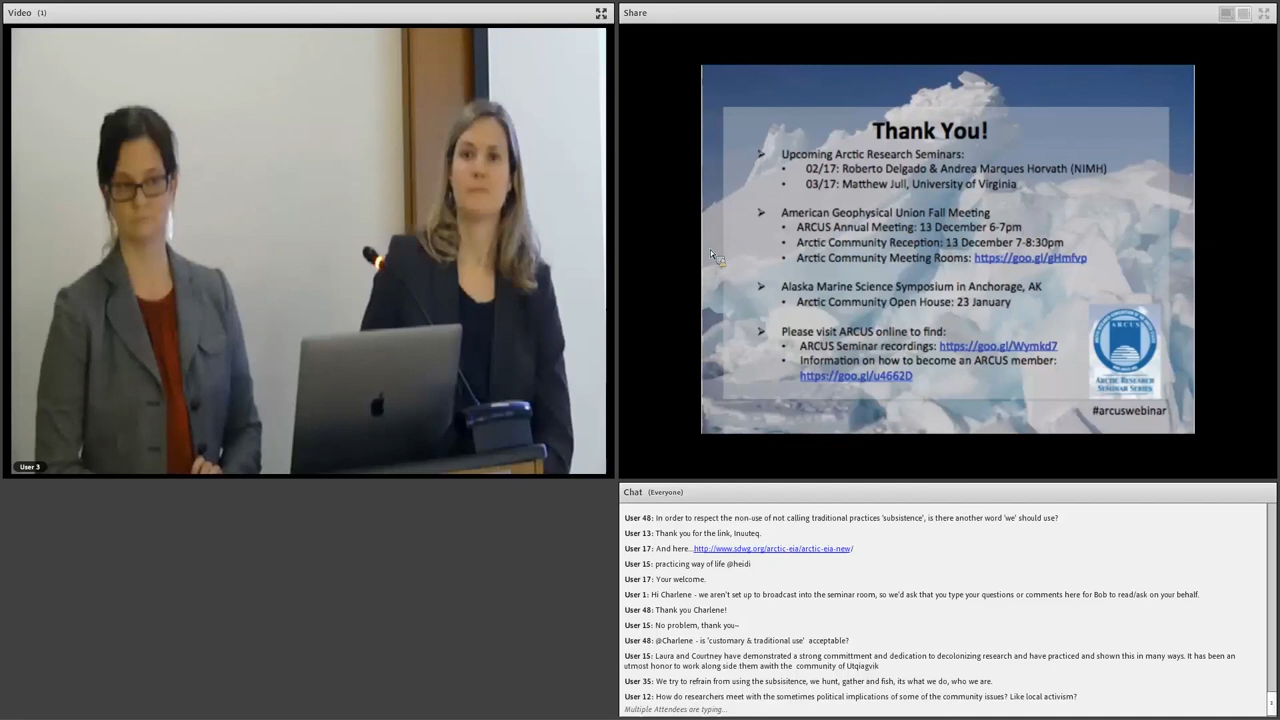 Video (1)
User 3
Share
Thank You!
Upcoming Arctic Research Seminars:
02/17: Roberto Delgado & Andrea Marques Horvath (NIMH)
03/17: Matthew Jull, University of Virginia
American Geophysical Union Fall Meeting
ARCUS Annual Meeting: 13 December 6-7pm
Arctic Community Reception: 13 December 7-8:30pm
Arctic Community Meeting Rooms: https://goo.gl/gHmfvp
Alaska Marine Science Symposium in Anchorage, AK
Arctic Community Open House: 23 January
Please visit ARCUS online to find:
ARCUS Seminar recordings: https://goo.gl/Wymkd7
Information on how to become an ARCUS member:
https://goo.gl/u4662D
ARCUS
ARCTIC RESEARCH
SEMINAR SERIES
#arcuswebinar
Chat (Everyone)
User 48: In order to respect the non-use of not calling traditional practices 'subsistence', is there another word 'we' should use?
User 13: Thank you for the link, Inuuteq.
User 17: And here...http://www.sdwg.org/arctic-eia/arctic-eia-new/
User 15: practicing way of life @heidi
User 17: Your welcome.
User 1: Hi Charlene - we aren't set up to broadcast into the seminar room, so we'd ask that you type your questions or comments here for Bob to read/ask on your behalf.
User 48: Thank you Charlene!
User 15: No problem, thank you~
User 48: @Charlene - is 'customary & traditional use' acceptable?
User 15: Laura and Courtney have demonstrated a strong committment and dedication to decolonizing research and have practiced and shown this in many ways. It has been an
utmost honor to work along side them awith the community of Utqiagvik
User 35: We try to refrain from using the subsisitence, we hunt, gather and fish, its what we do, who we are.
User 12: How do researchers meet with the sometimes political implications of some of the community issues? Like local activism?
Multiple Attendees are typing...